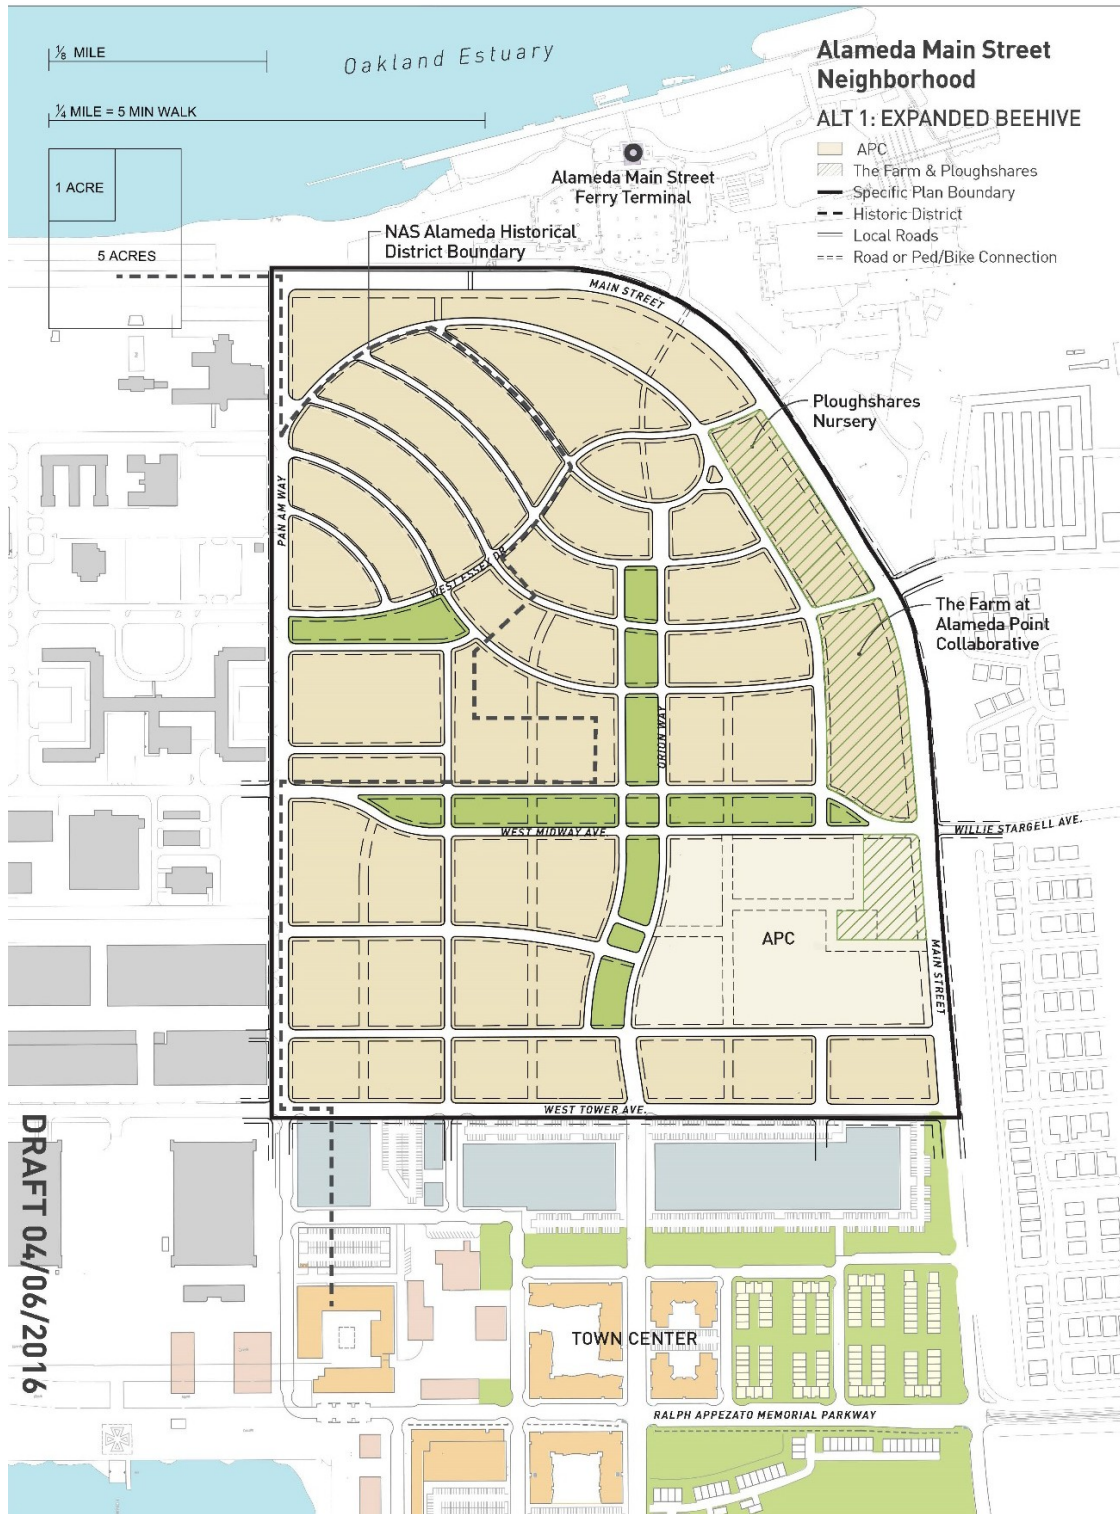 ⅛ MILE
Oakland Estuary
¼ MILE = 5 MIN WALK
1 ACRE
5 ACRES
Alameda Main Street
Neighborhood
ALT 1: EXPANDED BEEHIVE
APC
The Farm & Ploughshares
Specific Plan Boundary
Historic District
Local Roads
Road or Ped/Bike Connection
Alameda Main Street
Ferry Terminal
NAS Alameda Historical
District Boundary
MAIN STREET
Ploughshares
Nursery
PAN AM WAY
WEST ESSEX DR.
The Farm at
Alameda Point
Collaborative
ORION WAY
WEST MIDWAY AVE.
WILLIE STARGELL AVE.
APC
MAIN STREET
WEST TOWER AVE.
DRAFT 04/06/2016
TOWN CENTER
RALPH APPEZATO MEMORIAL PARKWAY